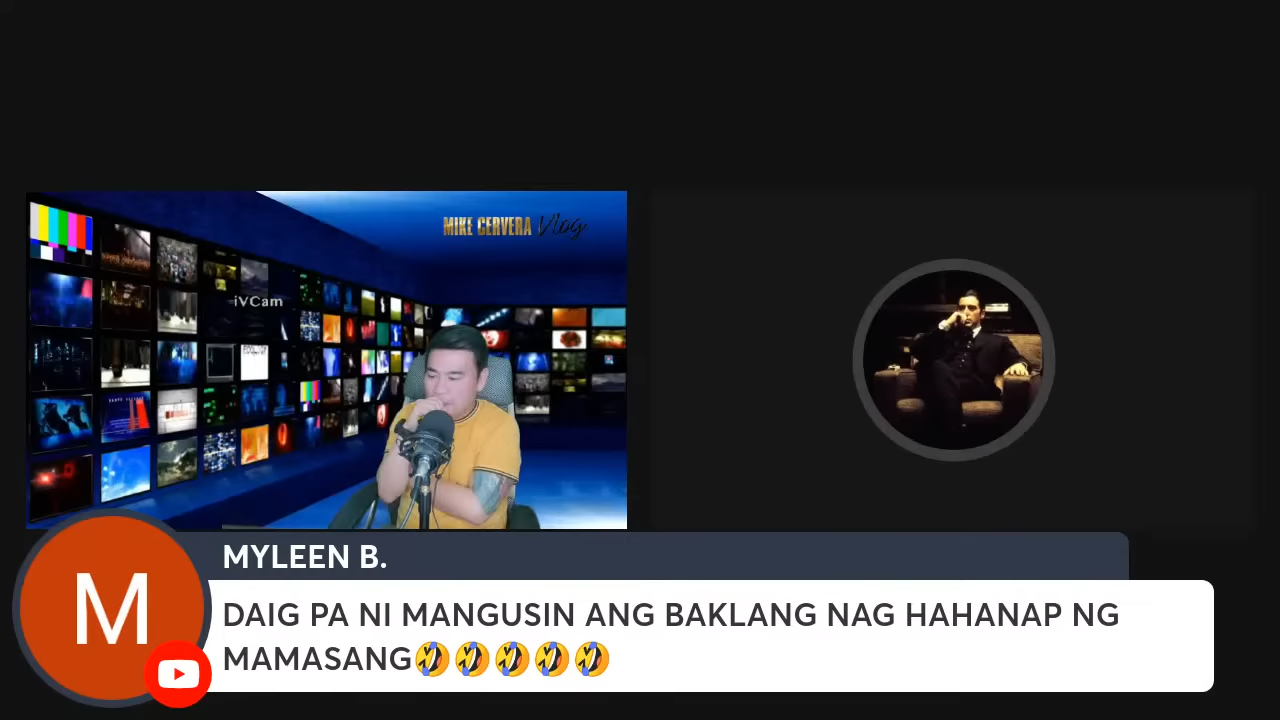 MIKE CERVERA Vlog
iVCam
M
MYLEEN B.
DAIG PA NI MANGUSIN ANG BAKLANG NAG HAHANAP NG
MAMASANG🤣🤣🤣🤣🤣